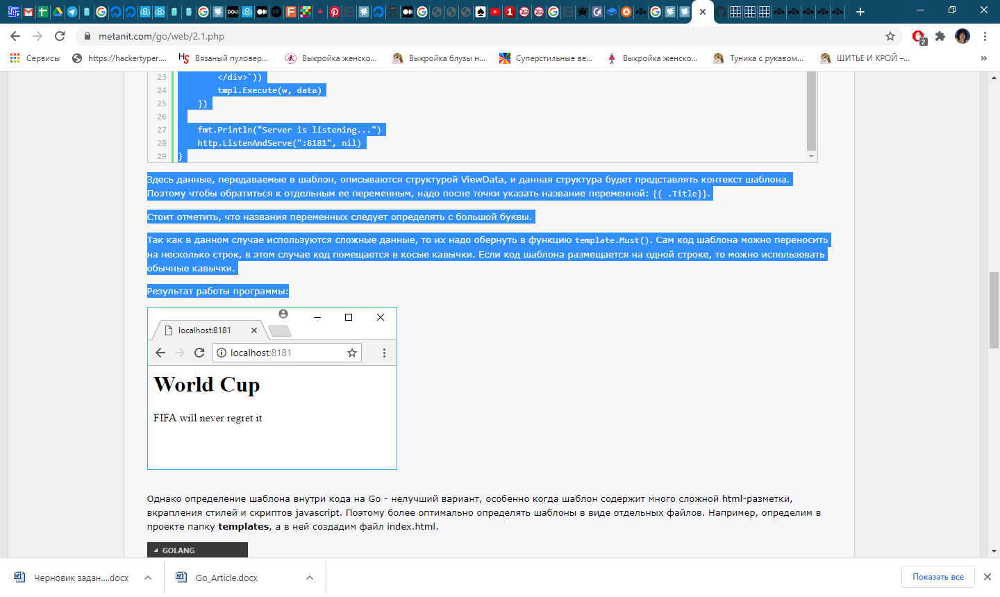 metanit.com/go/web/2.1.php
2
Сервисы
https://hackertyper....
Вязаный пуловер...
Выкройка женско...
Выкройка блузы н...
Суперстильные ве...
Выкройка женско...
Туника с рукавом...
ШИТЬЕ И КРОЙ –...
»
23 </div>`))
24 tmpl.Execute(w, data)
25 })
26
27 fmt.Println("Server is listening...")
28 http.ListenAndServe(":8181", nil)
29 }
Здесь данные, передаваемые в шаблон, описываются структурой ViewData, и данная структура будет представлять контекст шаблона.
Поэтому чтобы обратиться к отдельным ее переменным, надо после точки указать название переменной: {{ .Title}}.
Стоит отметить, что названия переменных следует определять с большой буквы.
Так как в данном случае используются сложные данные, то их надо обернуть в функцию template.Must(). Сам код шаблона можно переносить
на несколько строк, в этом случае код помещается в косые кавычки. Если код шаблона размещается на одной строке, то можно использовать
обычные кавычки.
Результат работы программы:
localhost:8181
localhost:8181
World Cup
FIFA will never regret it
Однако определение шаблона внутри кода на Go - нелучший вариант, особенно когда шаблон содержит много сложной html-разметки,
вкрапления стилей и скриптов javascript. Поэтому более оптимально определять шаблоны в виде отдельных файлов. Например, определим в
проекте папку templates, а в ней создадим файл index.html.
GOLANG
Черновик задан....docx
Go_Article.docx
Показать все